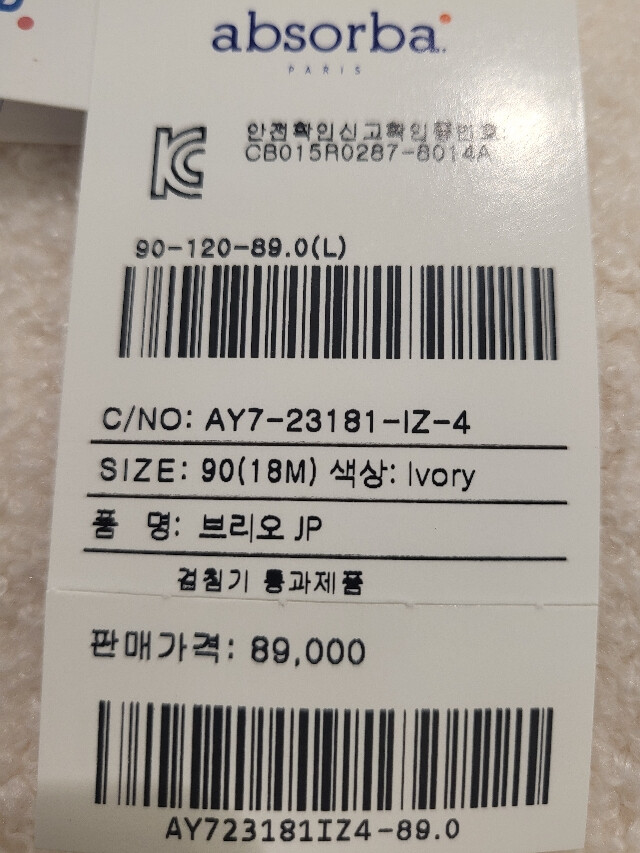 absorba
PARIS
안전확인신고확인증번호:
CB015R0287-8014A
90-120-89.0(L)
C/NO: AY7-23181-IZ-4
SIZE: 90(18M) 색상: Ivory
품 명: 브리오 JP
검침기 통과제품
판매가격: 89,000
AY723181IZ4-89.0